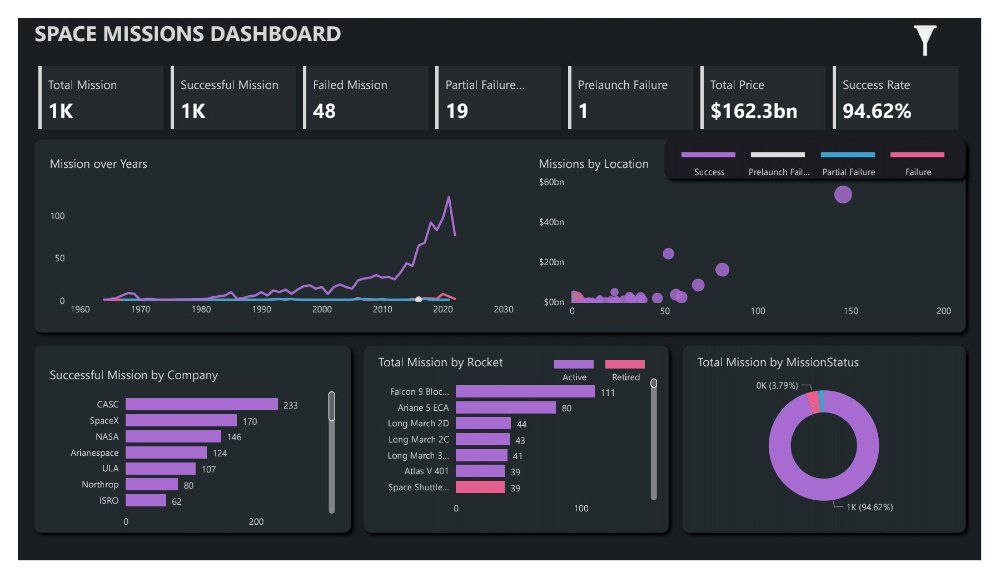 SPACE MISSIONS DASHBOARD
Total Mission
1K
Successful Mission
1K
Failed Mission
48
Partial Failure...
19
Prelaunch Failure
1
Total Price
$162.3bn
Success Rate
94.62%
Mission over Years
100
50
0
1960 1970 1980 1990 2000 2010 2020 2030
Missions by Location
Success Prelaunch Fail... Partial Failure Failure
$60bn
$40bn
$20bn
$0bn
0 50 100 150 200
Successful Mission by Company
CASC 233
SpaceX 170
NASA 146
Arianespace 124
ULA 107
Northrop 80
ISRO 62
0 200
Total Mission by Rocket
Active Retired
Falcon 9 Bloc... 111
Ariane 5 ECA 80
Long March 2D 44
Long March 2C 43
Long March 3... 41
Atlas V 401 39
Space Shuttle... 39
0 100
Total Mission by MissionStatus
0K (3.79%)
1K (94.62%)